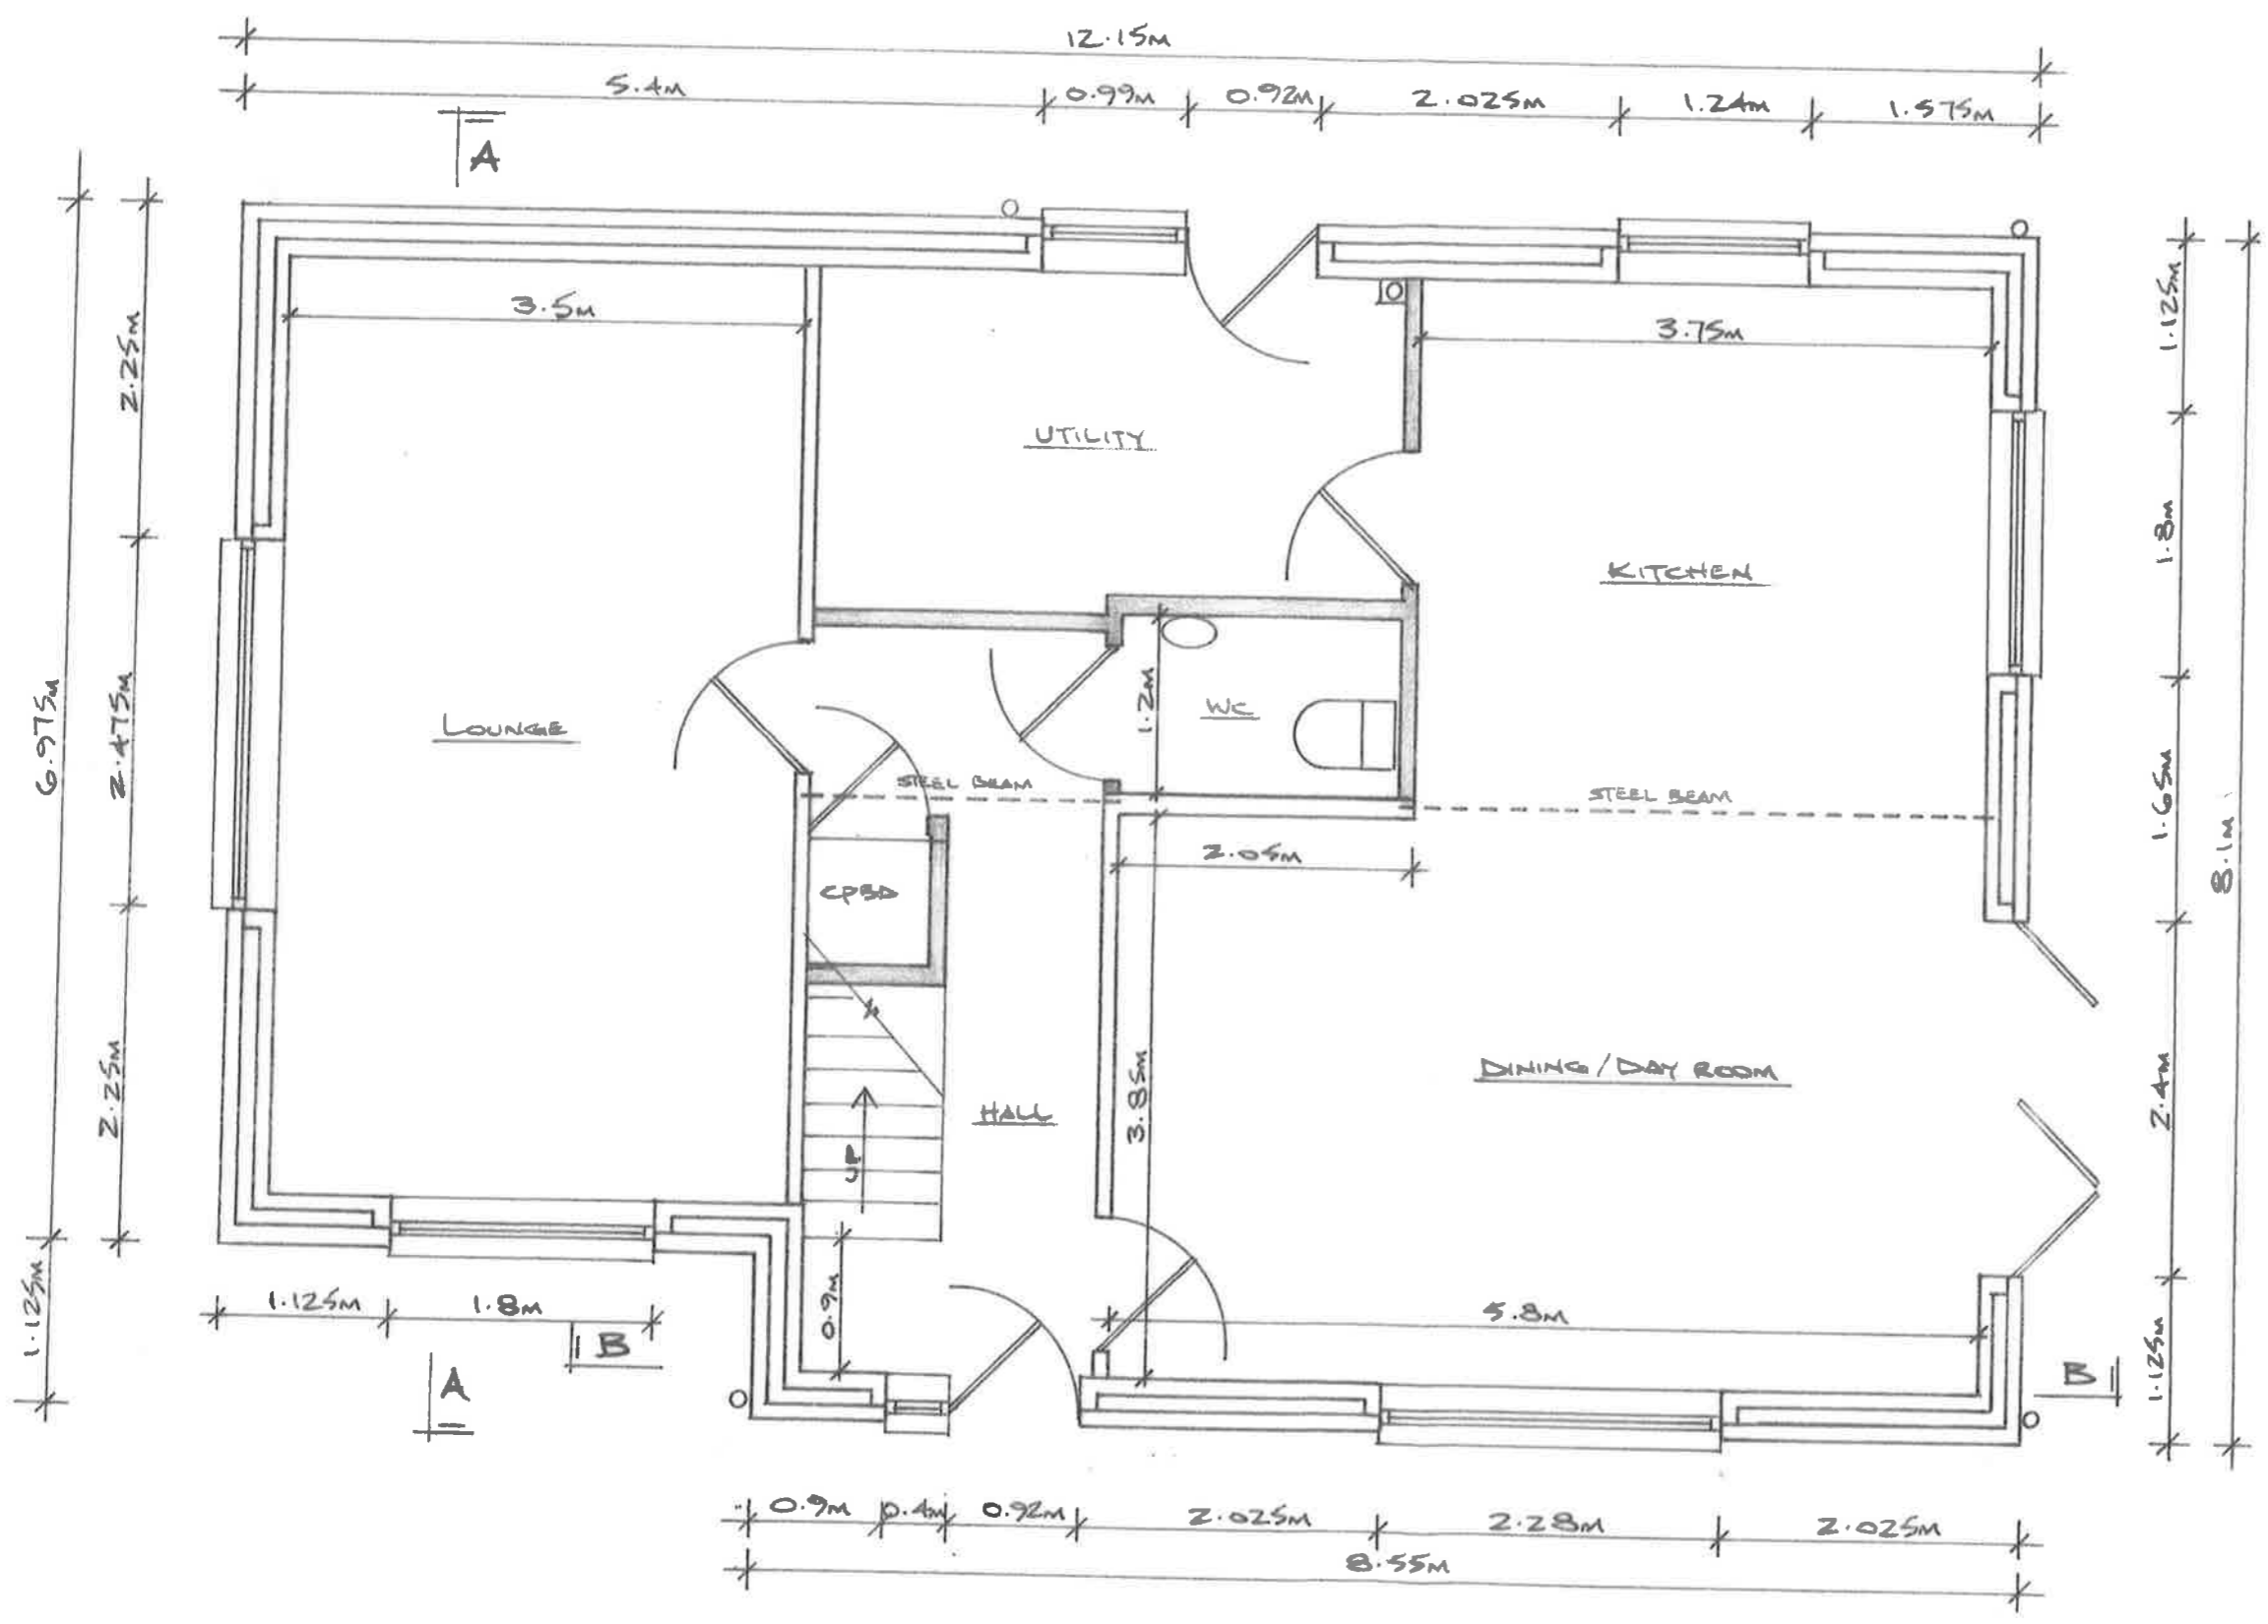 12.15M
5.4M 0.99M 0.92M 2.025M 1.24M 1.575M
A
3.5M
3.75M
2.25M
1.125M
UTILITY
KITCHEN
1.8M
6.975M
2.475M
LOUNGE
1.2M
WC
STEEL BEAM
STEEL BEAM
1.65M
8.1M
2.05M
CPBD
2.25M
3.85M
UP
HALL
DINING/DAY ROOM
2.4M
1.125M
1.125M 1.8M
B
A
0.9M
5.8M
1.125M
B
0.9M 0.4M 0.92M 2.025M 2.28M 2.025M
8.55M